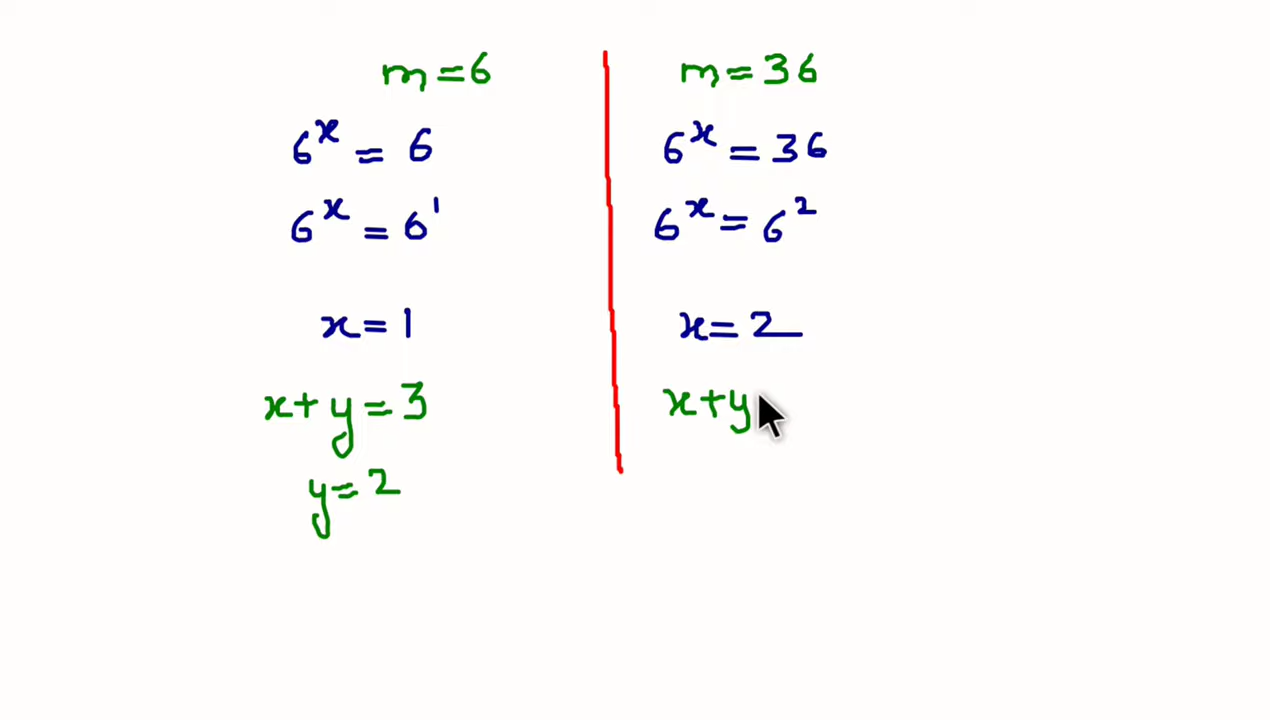 m = 6
6^x = 6
6^x = 6^1
x = 1
x + y = 3
y = 2
m = 36
6^x = 36
6^x = 6^2
x = 2
x + y